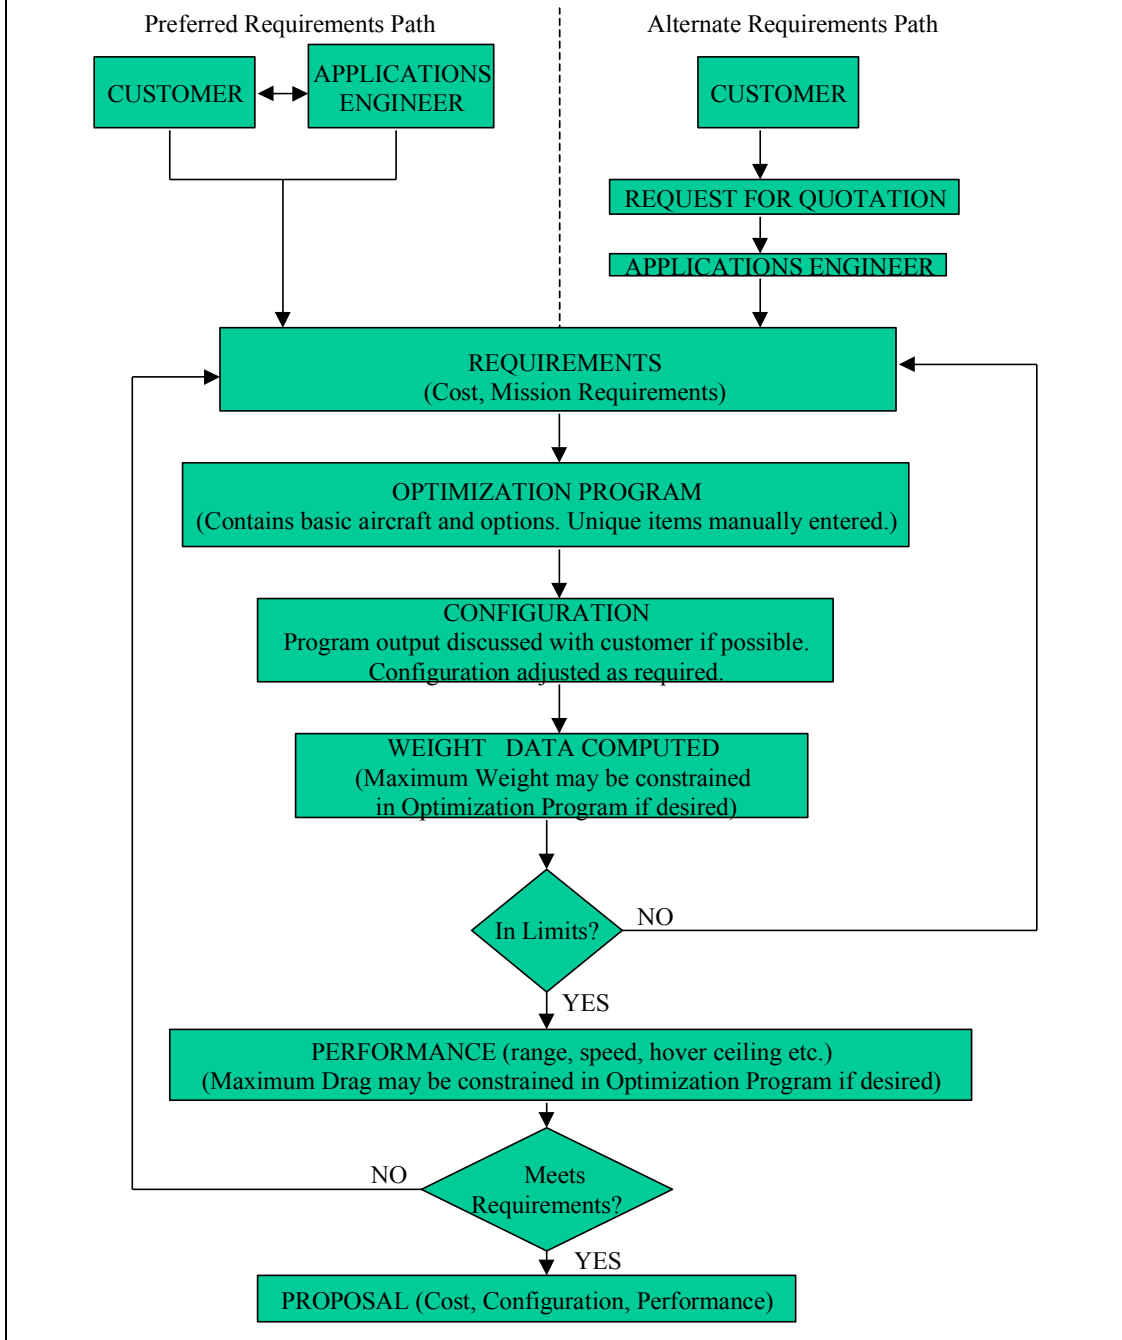 Preferred Requirements Path
Alternate Requirements Path
CUSTOMER
APPLICATIONS
ENGINEER
CUSTOMER
REQUEST FOR QUOTATION
APPLICATIONS ENGINEER
REQUIREMENTS
(Cost, Mission Requirements)
OPTIMIZATION PROGRAM
(Contains basic aircraft and options. Unique items manually entered.)
CONFIGURATION
Program output discussed with customer if possible.
Configuration adjusted as required.
WEIGHT DATA COMPUTED
(Maximum Weight may be constrained
in Optimization Program if desired)
In Limits?
NO
YES
PERFORMANCE (range, speed, hover ceiling etc.)
(Maximum Drag may be constrained in Optimization Program if desired)
NO
Meets
Requirements?
YES
PROPOSAL (Cost, Configuration, Performance)